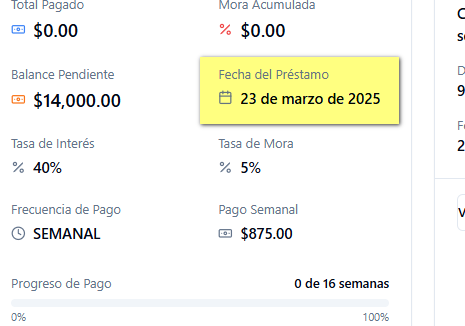 Total Pagado
Mora Acumulada
$0.00
$0.00
Balance Pendiente
Fecha del Préstamo
$14,000.00
23 de marzo de 2025
Tasa de Interés
Tasa de Mora
40%
5%
Frecuencia de Pago
Pago Semanal
SEMANAL
$875.00
Progreso de Pago
0 de 16 semanas
0%
100%